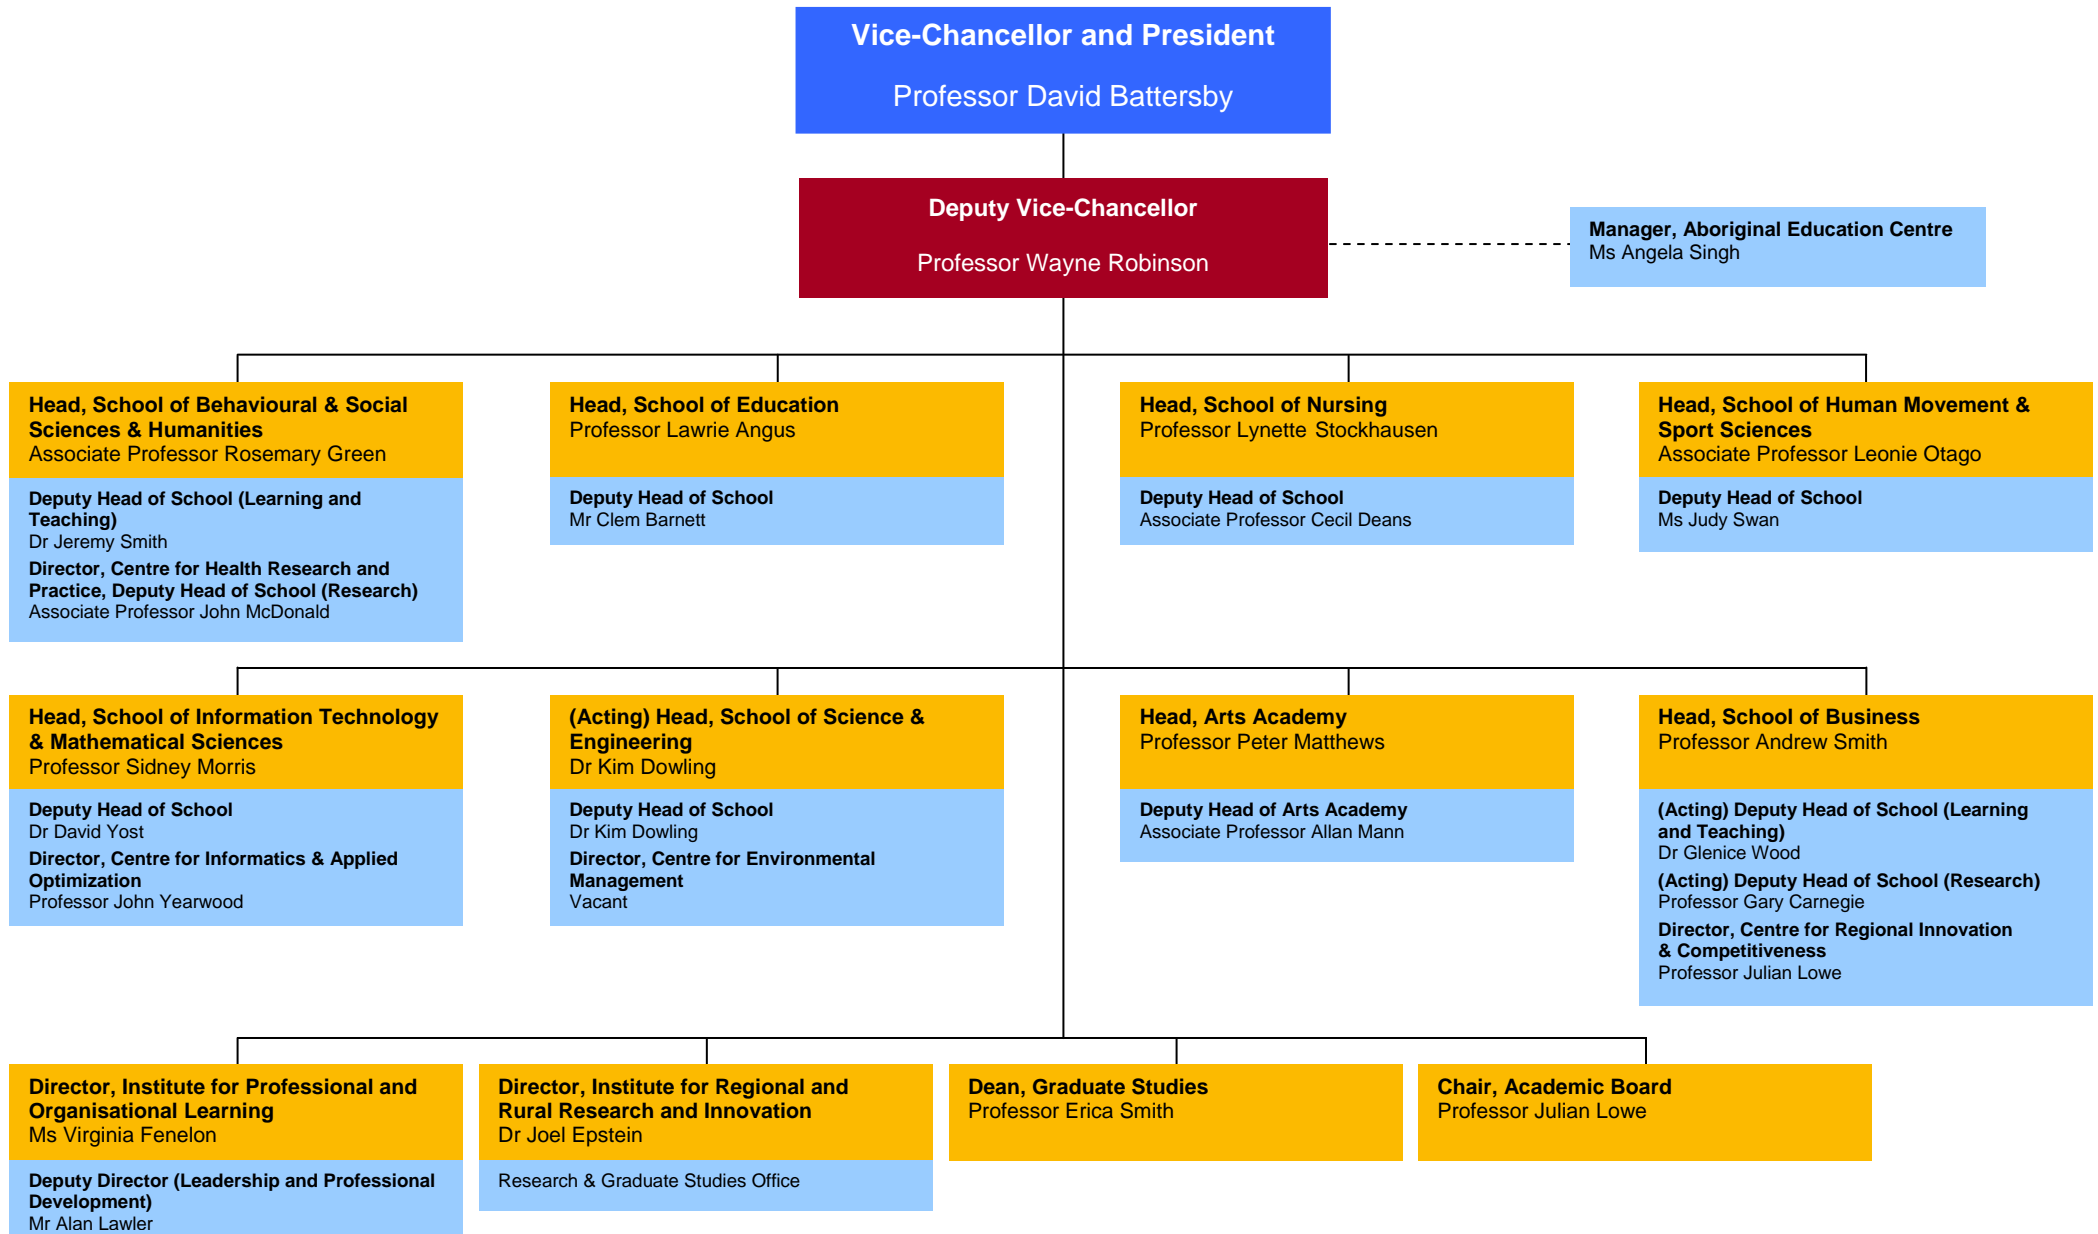 Vice-Chancellor and President
Professor David Battersby
Deputy Vice-Chancellor
Professor Wayne Robinson
Manager, Aboriginal Education Centre
Ms Angela Singh
Head, School of Behavioural & Social
Sciences & Humanities
Associate Professor Rosemary Green
Deputy Head of School (Learning and
Teaching)
Dr Jeremy Smith
Director, Centre for Health Research and
Practice, Deputy Head of School (Research)
Associate Professor John McDonald
Head, School of Education
Professor Lawrie Angus
Deputy Head of School
Mr Clem Barnett
Head, School of Nursing
Professor Lynette Stockhausen
Deputy Head of School
Associate Professor Cecil Deans
Head, School of Human Movement &
Sport Sciences
Associate Professor Leonie Otago
Deputy Head of School
Ms Judy Swan
Head, School of Information Technology
& Mathematical Sciences
Professor Sidney Morris
Deputy Head of School
Dr David Yost
Director, Centre for Informatics & Applied
Optimization
Professor John Yearwood
(Acting) Head, School of Science &
Engineering
Dr Kim Dowling
Deputy Head of School
Dr Kim Dowling
Director, Centre for Environmental
Management
Vacant
Head, Arts Academy
Professor Peter Matthews
Deputy Head of Arts Academy
Associate Professor Allan Mann
Head, School of Business
Professor Andrew Smith
(Acting) Deputy Head of School (Learning
and Teaching)
Dr Glenice Wood
(Acting) Deputy Head of School (Research)
Professor Gary Carnegie
Director, Centre for Regional Innovation
& Competitiveness
Professor Julian Lowe
Director, Institute for Professional and
Organisational Learning
Ms Virginia Fenelon
Deputy Director (Leadership and Professional
Development)
Mr Alan Lawler
Director, Institute for Regional and
Rural Research and Innovation
Dr Joel Epstein
Research & Graduate Studies Office
Dean, Graduate Studies
Professor Erica Smith
Chair, Academic Board
Professor Julian Lowe